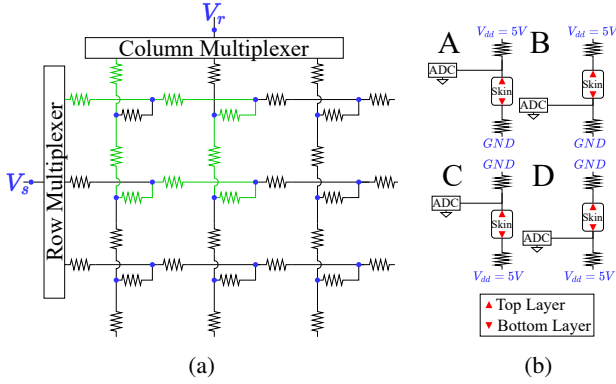 V_r
Column Multiplexer
Row Multiplexer
V_s
(a)
A
B
V_dd = 5V
V_dd = 5V
ADC
Skin
Skin
ADC
GND
GND
C
D
GND
GND
ADC
Skin
Skin
ADC
V_dd = 5V
V_dd = 5V
Top Layer
Bottom Layer
(b)